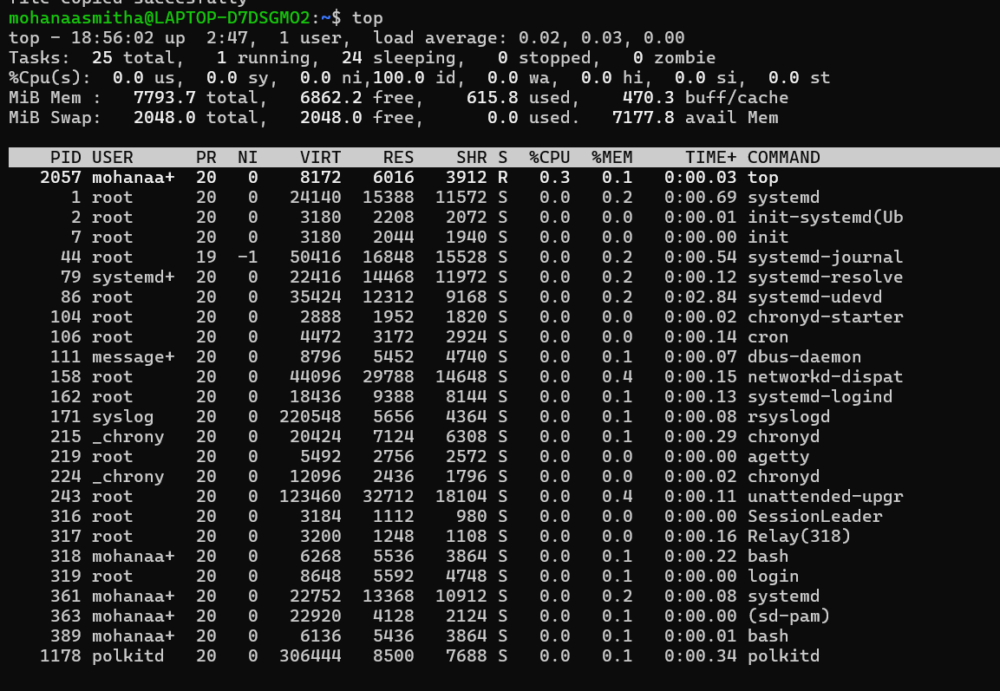 file copied succesfully
mohanaasmitha@LAPTOP-D7DSGMO2:~$ top
top - 18:56:02 up  2:47,  1 user,  load average: 0.02, 0.03, 0.00
Tasks:  25 total,   1 running,  24 sleeping,   0 stopped,   0 zombie
%Cpu(s):  0.0 us,  0.0 sy,  0.0 ni,100.0 id,  0.0 wa,  0.0 hi,  0.0 si,  0.0 st
MiB Mem :   7793.7 total,   6862.2 free,    615.8 used,    470.3 buff/cache
MiB Swap:   2048.0 total,   2048.0 free,      0.0 used.   7177.8 avail Mem
PID USER      PR  NI    VIRT    RES    SHR S  %CPU  %MEM     TIME+ COMMAND
2057 mohanaa+  20   0    8172   6016   3912 R   0.3   0.1   0:00.03 top
1 root      20   0   24140  15388  11572 S   0.0   0.2   0:00.69 systemd
2 root      20   0    3180   2208   2072 S   0.0   0.0   0:00.01 init-systemd(Ub
7 root      20   0    3180   2044   1940 S   0.0   0.0   0:00.00 init
44 root      19  -1   50416  16848  15528 S   0.0   0.2   0:00.54 systemd-journal
79 systemd+  20   0   22416  14468  11972 S   0.0   0.2   0:00.12 systemd-resolve
86 root      20   0   35424  12312   9168 S   0.0   0.2   0:02.84 systemd-udevd
104 root      20   0    2888   1952   1820 S   0.0   0.0   0:00.02 chronyd-starter
106 root      20   0    4472   3172   2924 S   0.0   0.0   0:00.14 cron
111 message+  20   0    8796   5452   4740 S   0.0   0.1   0:00.07 dbus-daemon
158 root      20   0   44096  29788  14648 S   0.0   0.4   0:00.15 networkd-dispat
162 root      20   0   18436   9388   8144 S   0.0   0.1   0:00.13 systemd-logind
171 syslog    20   0  220548   5656   4364 S   0.0   0.1   0:00.08 rsyslogd
215 _chrony   20   0   20424   7124   6308 S   0.0   0.1   0:00.29 chronyd
219 root      20   0    5492   2756   2572 S   0.0   0.0   0:00.00 agetty
224 _chrony   20   0   12096   2436   1796 S   0.0   0.0   0:00.02 chronyd
243 root      20   0  123460  32712  18104 S   0.0   0.4   0:00.11 unattended-upgr
316 root      20   0    3184   1112    980 S   0.0   0.0   0:00.00 SessionLeader
317 root      20   0    3200   1248   1108 S   0.0   0.0   0:00.16 Relay(318)
318 mohanaa+  20   0    6268   5536   3864 S   0.0   0.1   0:00.22 bash
319 root      20   0    8648   5592   4748 S   0.0   0.1   0:00.00 login
361 mohanaa+  20   0   22752  13368  10912 S   0.0   0.2   0:00.08 systemd
363 mohanaa+  20   0   22920   4128   2124 S   0.0   0.1   0:00.00 (sd-pam)
389 mohanaa+  20   0    6136   5436   3864 S   0.0   0.1   0:00.01 bash
1178 polkitd   20   0  306444   8500   7688 S   0.0   0.1   0:00.34 polkitd